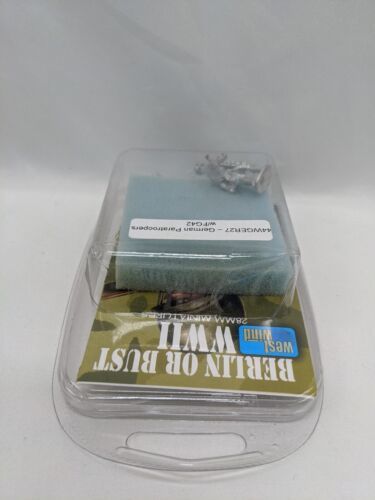 44WGER27 – German Paratroopers
w/FG42
28MM MINIATURES
west
wind
WWII
BERLIN OR BUST